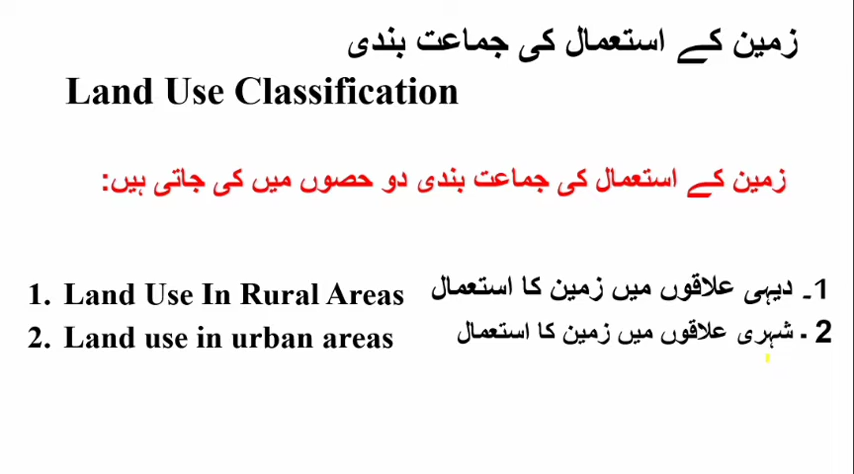 زمین کے استعمال کی جماعت بندی
Land Use Classification
زمین کے استعمال کی جماعت بندی دو حصوں میں کی جاتی ہیں:
1. Land Use In Rural Areas
1۔ دیہی علاقوں میں زمین کا استعمال
2. Land use in urban areas
2۔ شہری علاقوں میں زمین کا استعمال